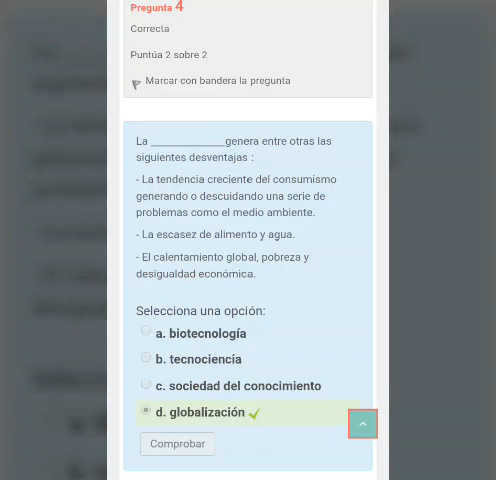 Pregunta 4
Correcta
Puntúa 2 sobre 2
Marcar con bandera la pregunta
La ______________genera entre otras las
siguientes desventajas :
- La tendencia creciente del consumismo
generando o descuidando una serie de
problemas como el medio ambiente.
- La escasez de alimento y agua.
- El calentamiento global, pobreza y
desigualdad económica.
Selecciona una opción:
a. biotecnología
b. tecnociencia
c. sociedad del conocimiento
d. globalización
Comprobar